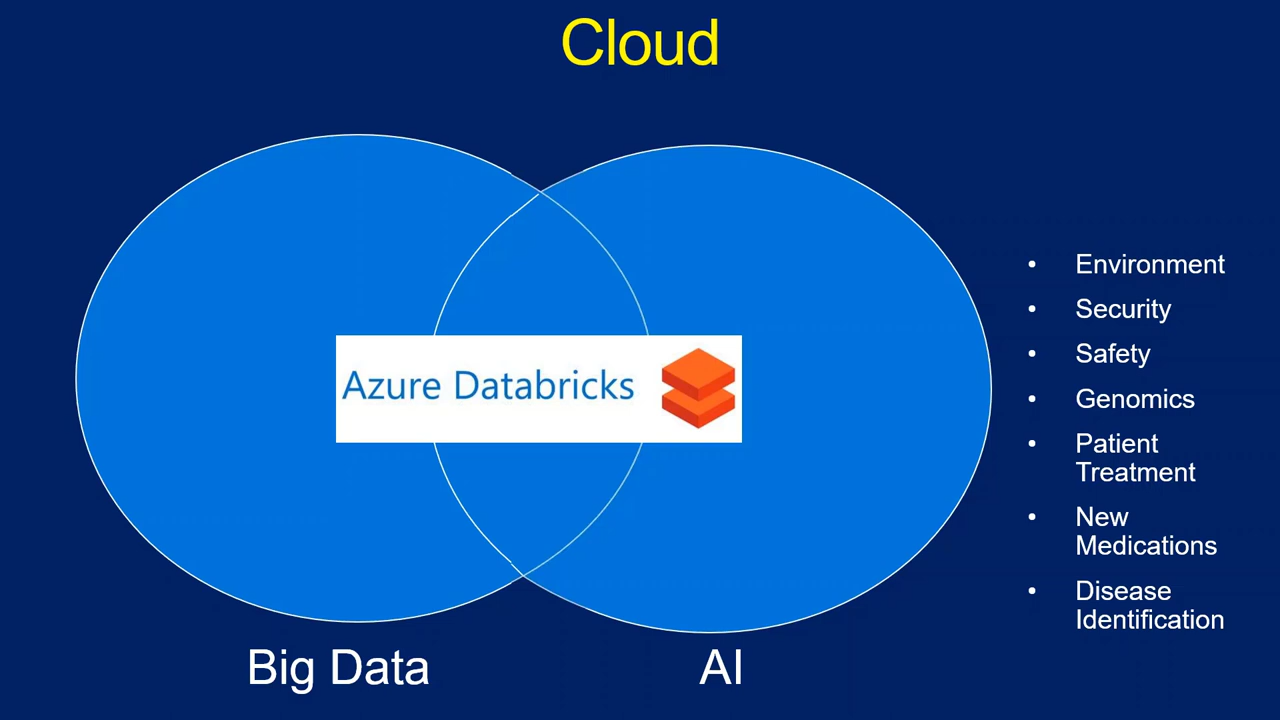 Cloud
Azure Databricks
• Environment
• Security
• Safety
• Genomics
• Patient
Treatment
• New
Medications
• Disease
Identification
Big Data
AI